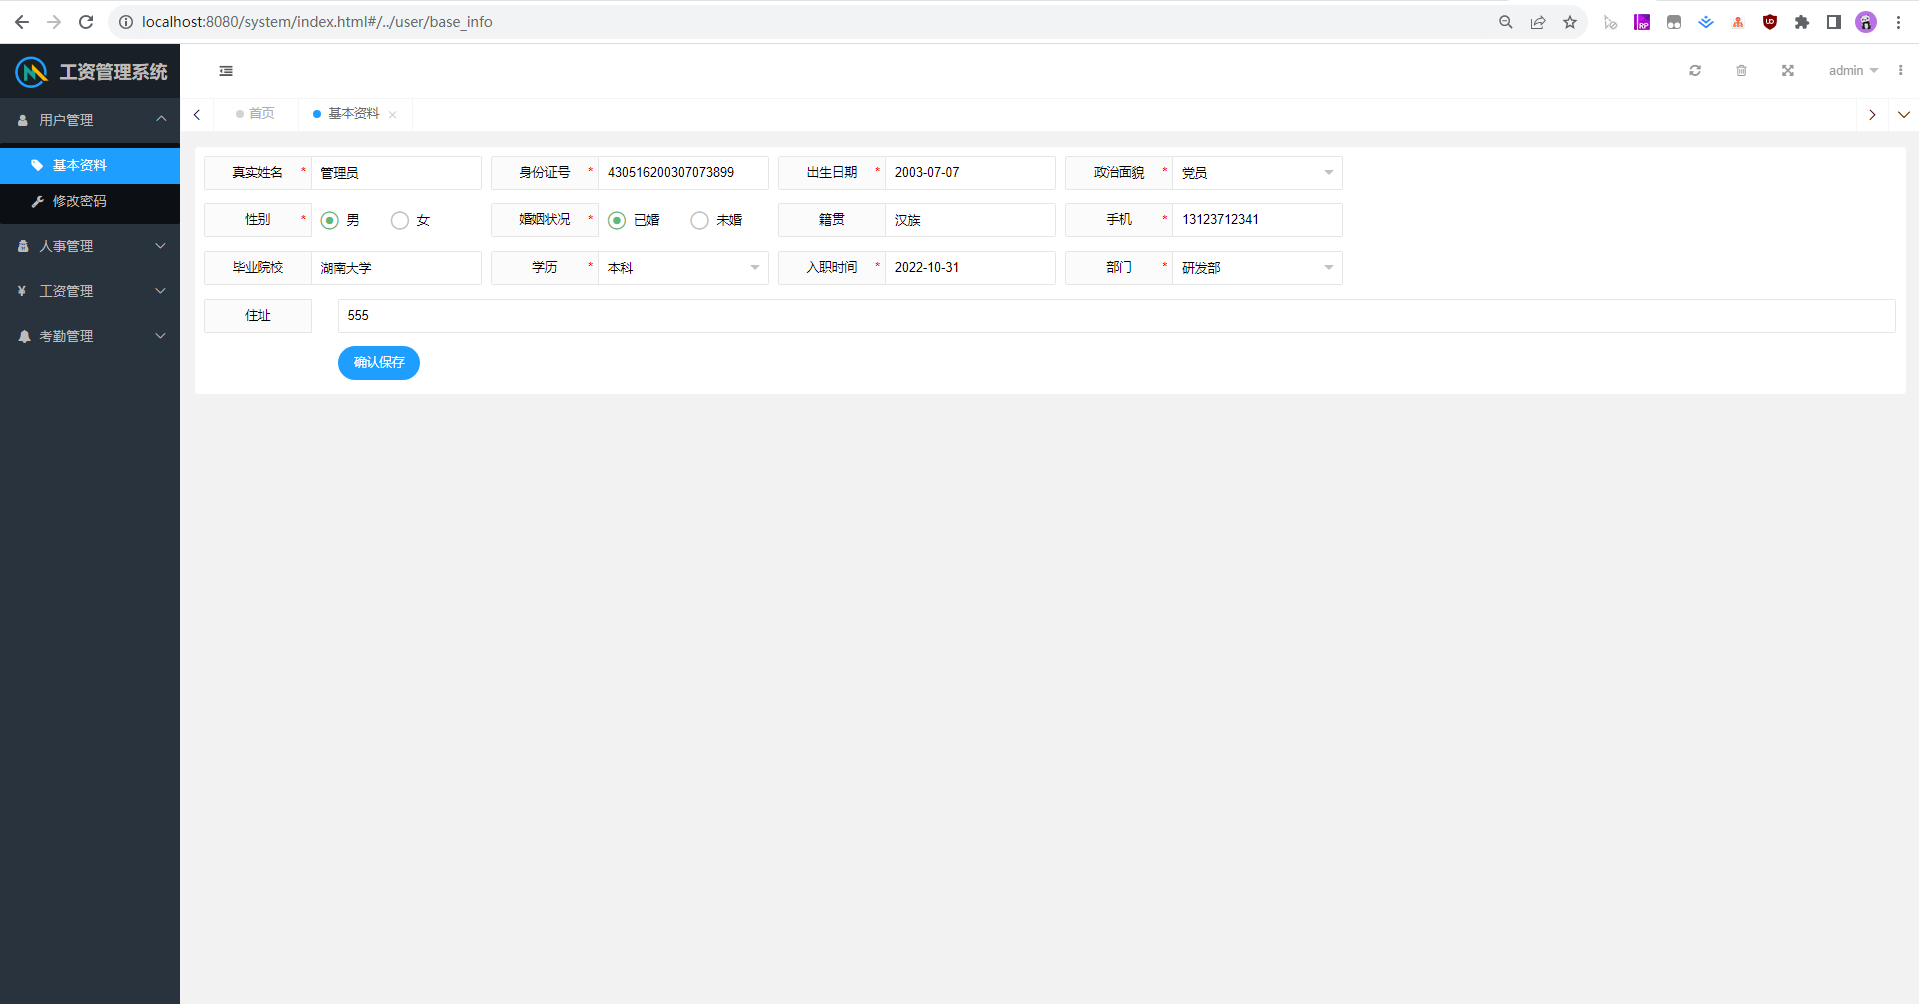 localhost:8080/system/index.html#/../user/base_info
工资管理系统
admin
用户管理
基本资料
修改密码
人事管理
¥ 工资管理
考勤管理
首页 基本资料
真实姓名 * 管理员 身份证号 * 430516200307073899 出生日期 * 2003-07-07 政治面貌 * 党员
性别 * 男 女 婚姻状况 * 已婚 未婚 籍贯 汉族 手机 * 13123712341
毕业院校 湖南大学 学历 * 本科 入职时间 * 2022-10-31 部门 * 研发部
住址 555
确认保存